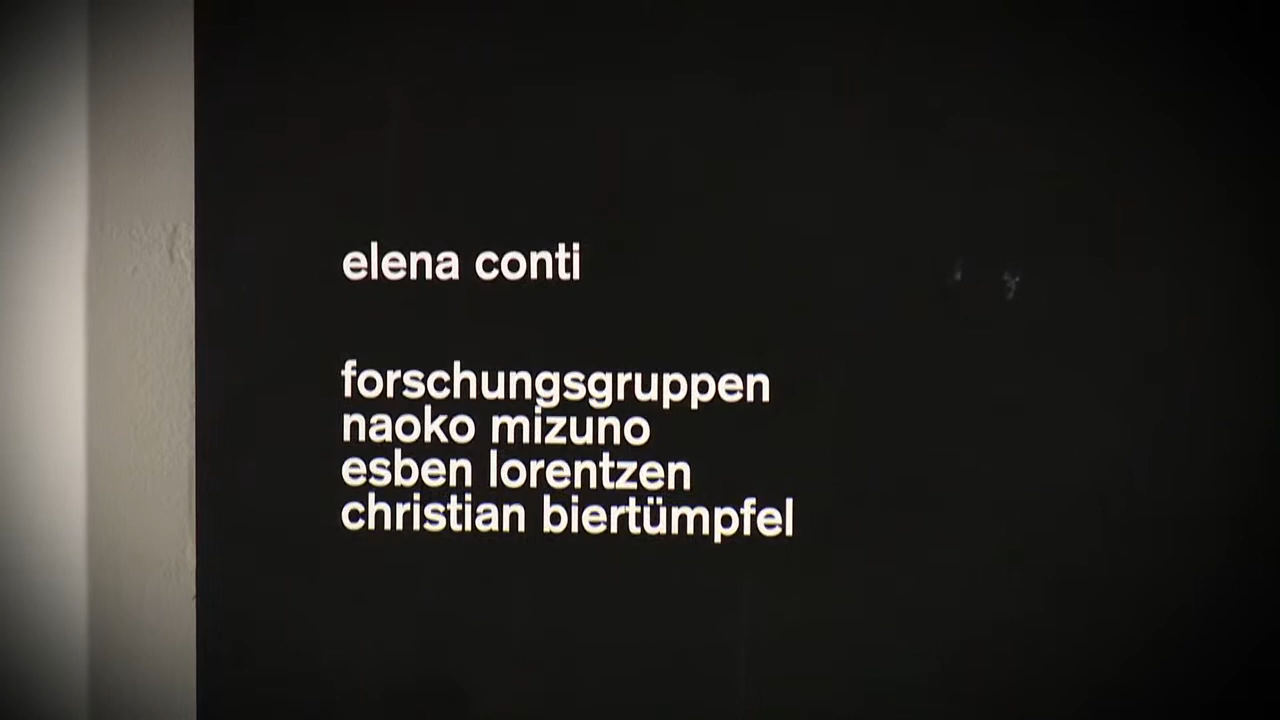 elena conti
forschungsgruppen
naoko mizuno
esben lorentzen
christian biertümpfel